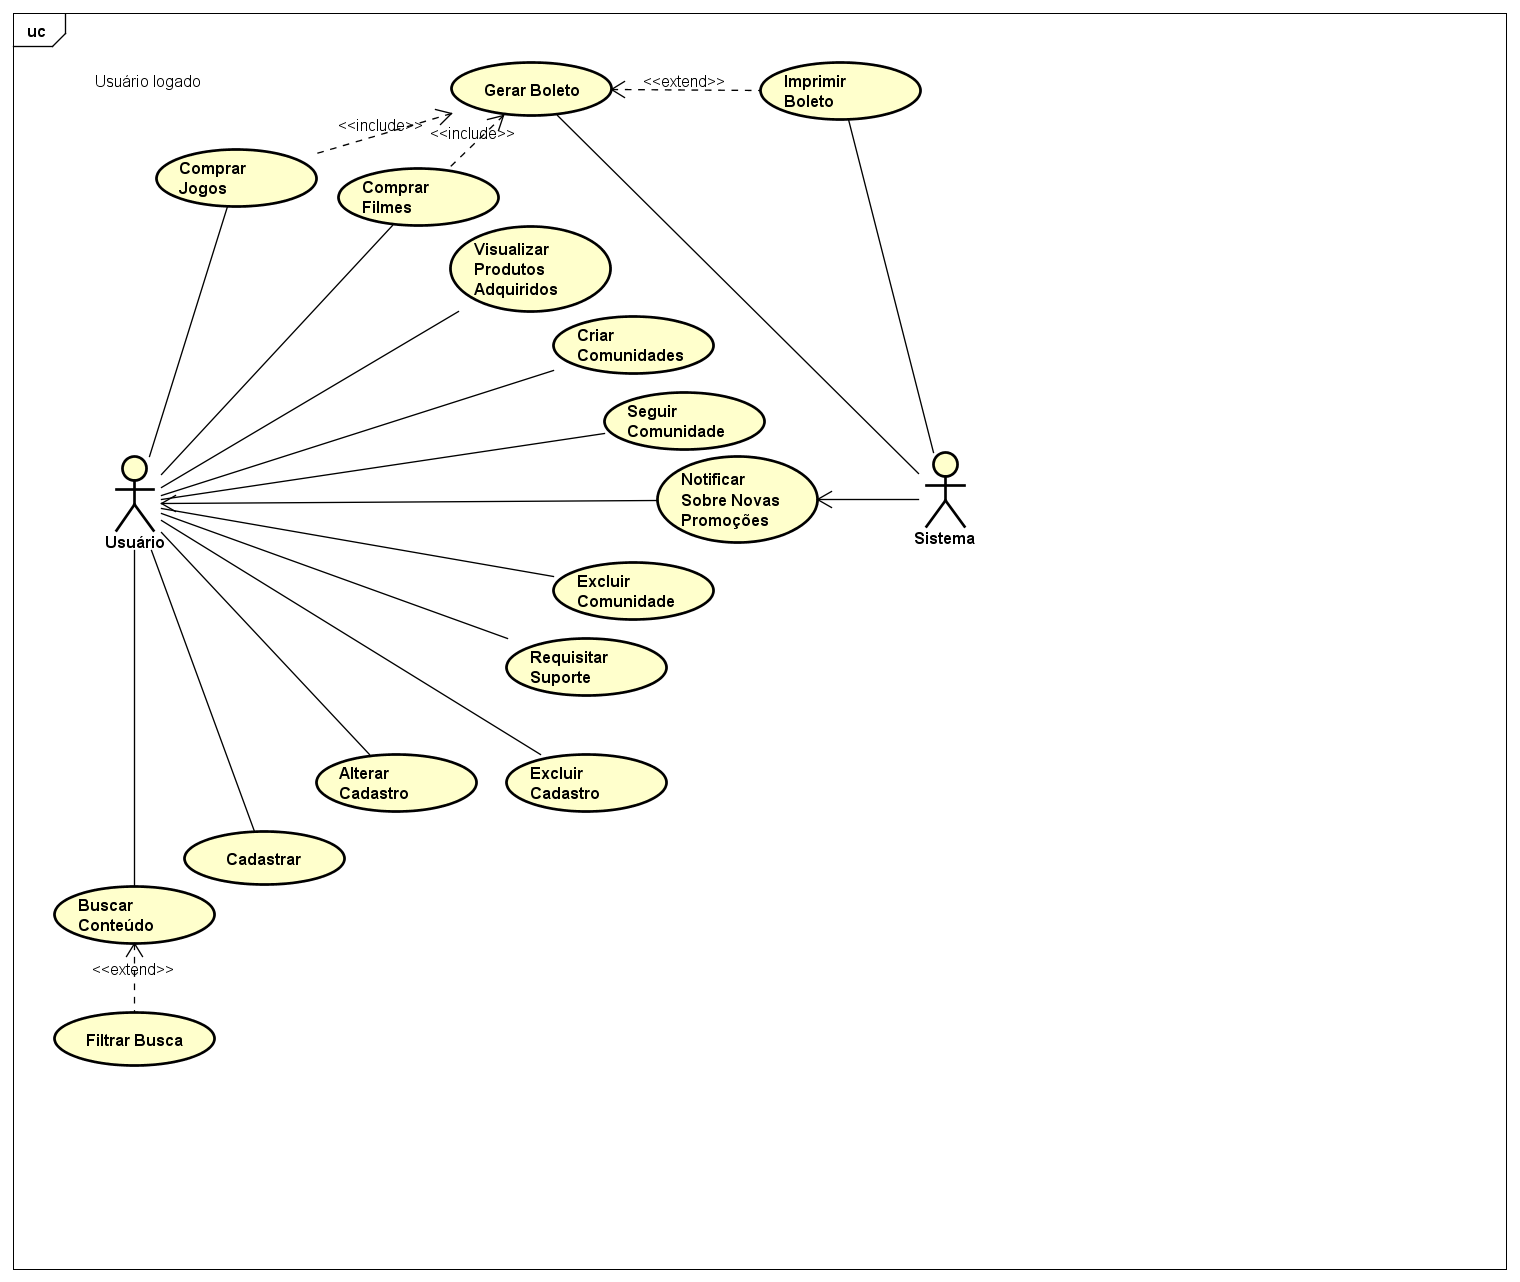 uc
Usuário logado
Gerar Boleto
<<extend>>
Imprimir
Boleto
<<include>>
<<include>>
Comprar
Jogos
Comprar
Filmes
Visualizar
Produtos
Adquiridos
Criar
Comunidades
Seguir
Comunidade
Notificar
Sobre Novas
Promoções
Usuário
Sistema
Excluir
Comunidade
Requisitar
Suporte
Alterar
Cadastro
Excluir
Cadastro
Cadastrar
Buscar
Conteúdo
<<extend>>
Filtrar Busca